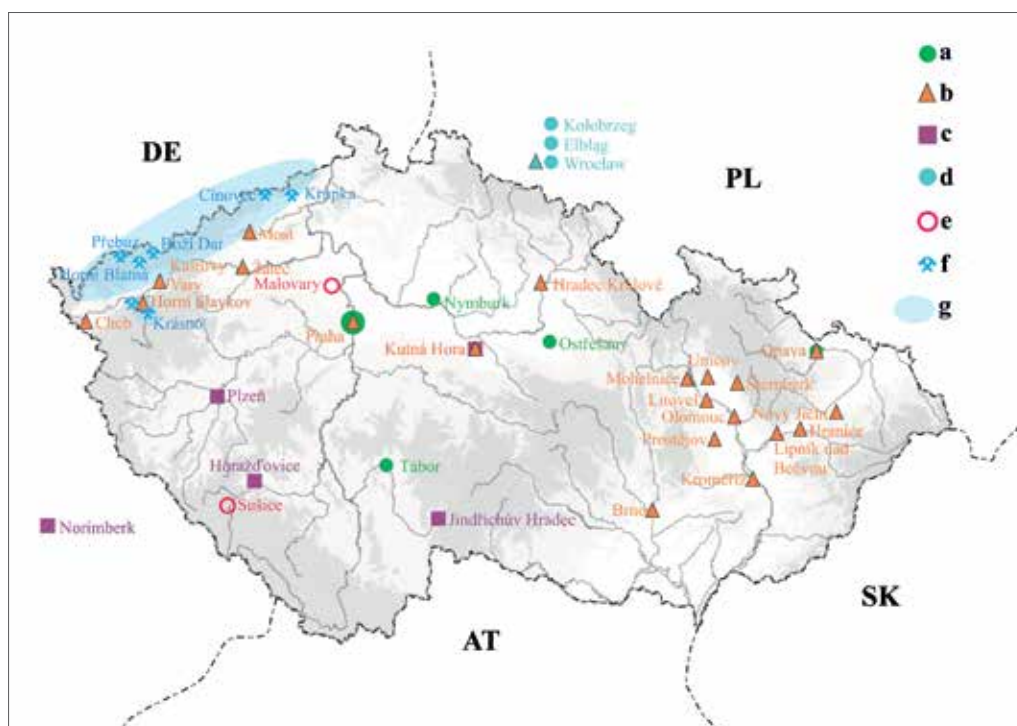 a
b
c
d
e
f
g
DE
PL
SK
AT
Kołobrzeg
Elbląg
Wrocław
Cínovec
Krupka
Most
Přebuz
Boží Dar
Horní Blatná
Karlovy
Vary
Žatec
Malovary
Horní Slavkov
Cheb
Krásno
Praha
Nymburk
Hradec Králové
Kutná Hora
Ostřešany
Uničov
Opava
Mohelnice
Šternberk
Litovel
Olomouc
Nový Jičín
Prostějov
Hranice
Lipník nad
Bečvou
Kroměříž
Brno
Plzeň
Horažďovice
Sušice
Tábor
Jindřichův Hradec
Norimberk